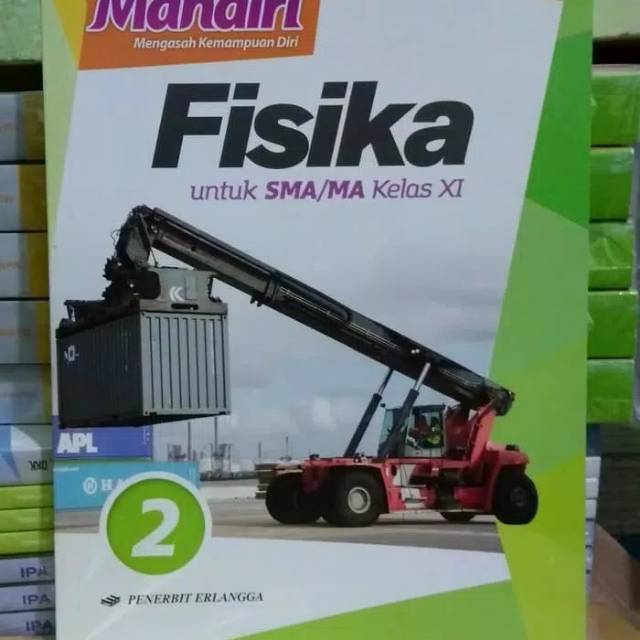 Mandiri
Mengasah Kemampuan Diri
Fisika
untuk SMA/MA Kelas XI
APL
2
PENERBIT ERLANGGA
IPA
IPA
IPA